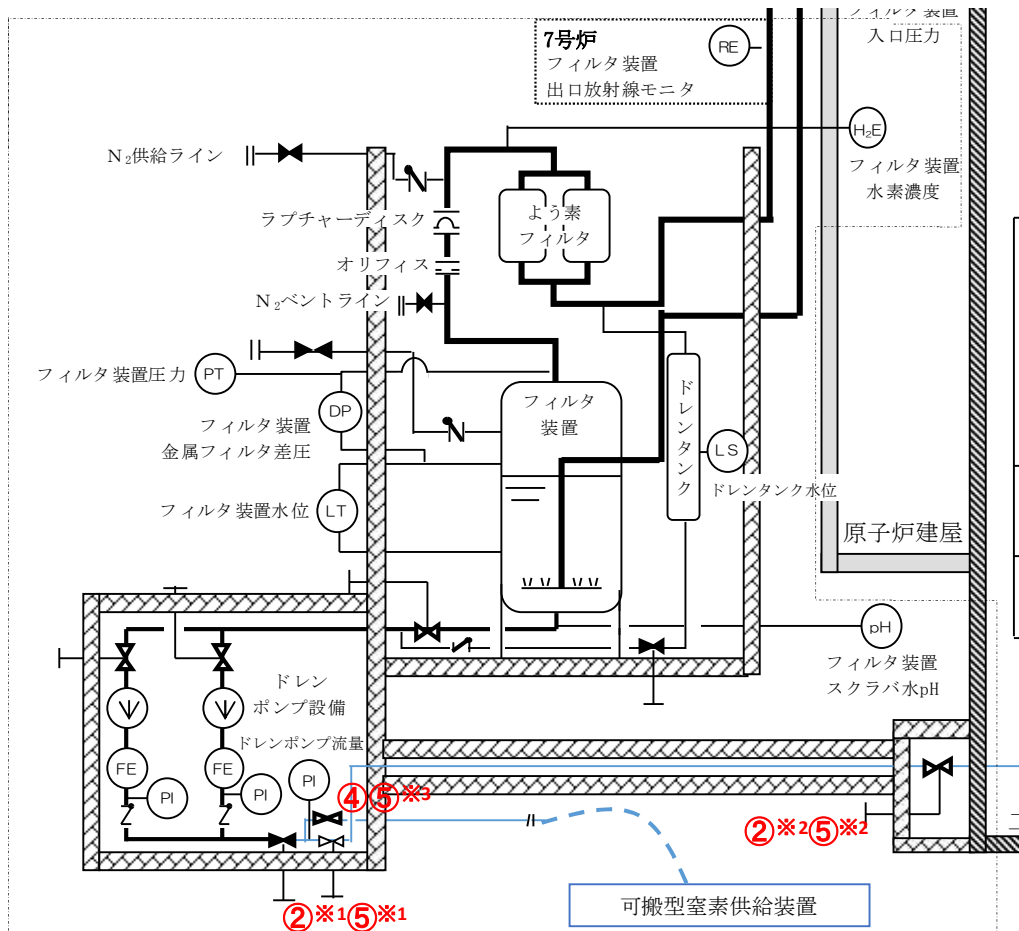 フィルタ装置
入口圧力
7号炉
フィルタ装置
出口放射線モニタ
RE
H₂E
フィルタ装置
水素濃度
N₂供給ライン
ラプチャーディスク
よう素
フィルタ
オリフィス
N₂ベントライン
フィルタ装置圧力
PT
DP
フィルタ装置
金属フィルタ差圧
フィルタ
装置
ドレンタンク
LS
ドレンタンク水位
フィルタ装置水位
LT
原子炉建屋
pH
フィルタ装置
スクラバ水pH
ドレン
ポンプ設備
ドレンポンプ流量
FE
PI
FE
PI
PI
④⑤※3
②※2⑤※2
②※1⑤※1
可搬型窒素供給装置